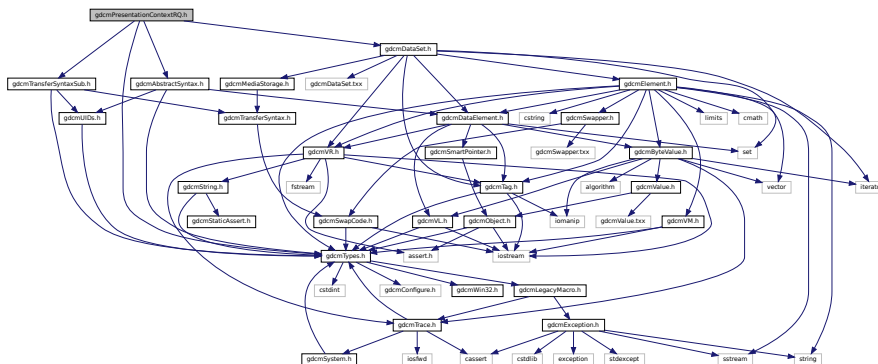 gdcmPresentationContextRQ.h
gdcmDataSet.h
gdcmTransferSyntaxSub.h
gdcmAbstractSyntax.h
gdcmMediaStorage.h
gdcmDataSet.txx
gdcmElement.h
gdcmUIDs.h
gdcmTransferSyntax.h
gdcmDataElement.h
cstring
gdcmSwapper.h
limits
cmath
gdcmVR.h
gdcmSmartPointer.h
gdcmSwapper.txx
gdcmByteValue.h
set
gdcmString.h
fstream
gdcmTag.h
algorithm
gdcmValue.h
vector
iterator
gdcmStaticAssert.h
gdcmSwapCode.h
gdcmVL.h
gdcmObject.h
iomanip
gdcmValue.txx
gdcmVM.h
gdcmTypes.h
assert.h
iostream
cstdint
gdcmConfigure.h
gdcmWin32.h
gdcmLegacyMacro.h
gdcmTrace.h
gdcmException.h
gdcmSystem.h
iosfwd
cassert
cstdlib
exception
stdexcept
sstream
string